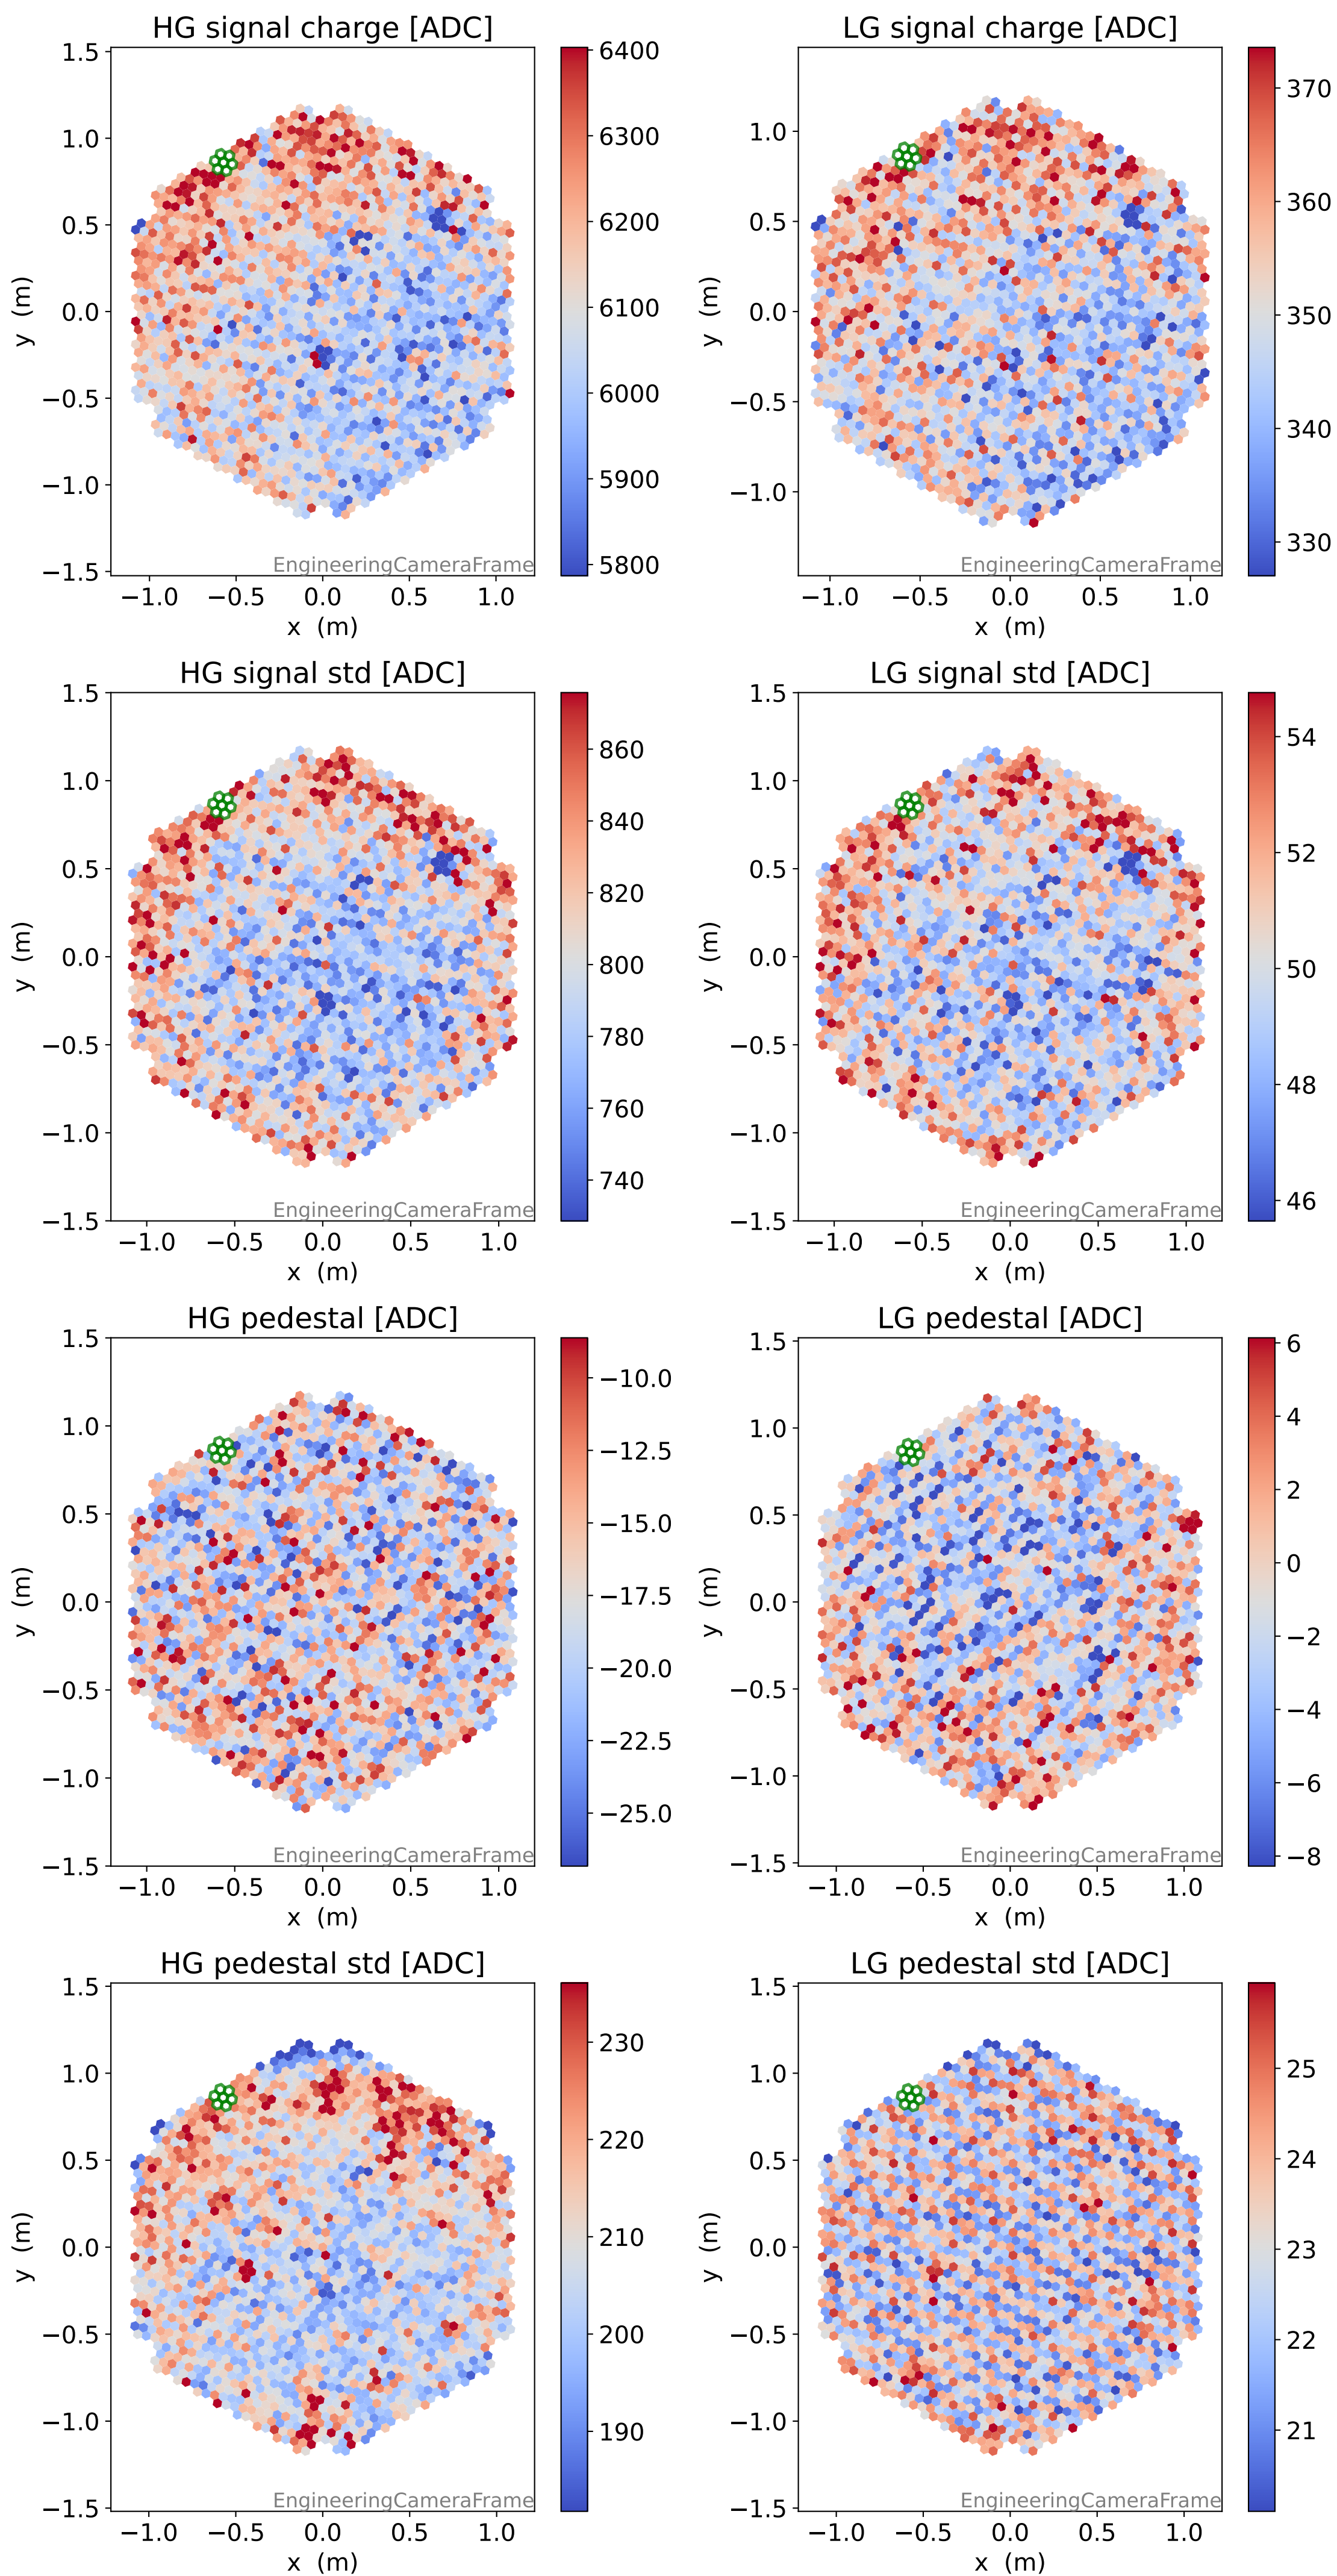 HG signal charge [ADC]
LG signal charge [ADC]
1.5
1.0
0.5
0.0
−0.5
−1.0
−1.5
y (m)
−1.0 −0.5 0.0 0.5 1.0
x (m)
EngineeringCameraFrame
6400
6300
6200
6100
6000
5900
5800
1.0
0.5
0.0
−0.5
−1.0
y (m)
−1.0 −0.5 0.0 0.5 1.0
x (m)
EngineeringCameraFrame
370
360
350
340
330
HG signal std [ADC]
LG signal std [ADC]
1.5
1.0
0.5
0.0
−0.5
−1.0
−1.5
y (m)
−1.0 −0.5 0.0 0.5 1.0
x (m)
EngineeringCameraFrame
860
840
820
800
780
760
740
1.5
1.0
0.5
0.0
−0.5
−1.0
−1.5
y (m)
−1.0 −0.5 0.0 0.5 1.0
x (m)
EngineeringCameraFrame
54
52
50
48
46
HG pedestal [ADC]
LG pedestal [ADC]
1.5
1.0
0.5
0.0
−0.5
−1.0
−1.5
y (m)
−1.0 −0.5 0.0 0.5 1.0
x (m)
EngineeringCameraFrame
−10.0
−12.5
−15.0
−17.5
−20.0
−22.5
−25.0
1.5
1.0
0.5
0.0
−0.5
−1.0
−1.5
y (m)
−1.0 −0.5 0.0 0.5 1.0
x (m)
EngineeringCameraFrame
6
4
2
0
−2
−4
−6
−8
HG pedestal std [ADC]
LG pedestal std [ADC]
1.5
1.0
0.5
0.0
−0.5
−1.0
−1.5
y (m)
−1.0 −0.5 0.0 0.5 1.0
x (m)
EngineeringCameraFrame
230
220
210
200
190
1.5
1.0
0.5
0.0
−0.5
−1.0
−1.5
y (m)
−1.0 −0.5 0.0 0.5 1.0
x (m)
EngineeringCameraFrame
25
24
23
22
21